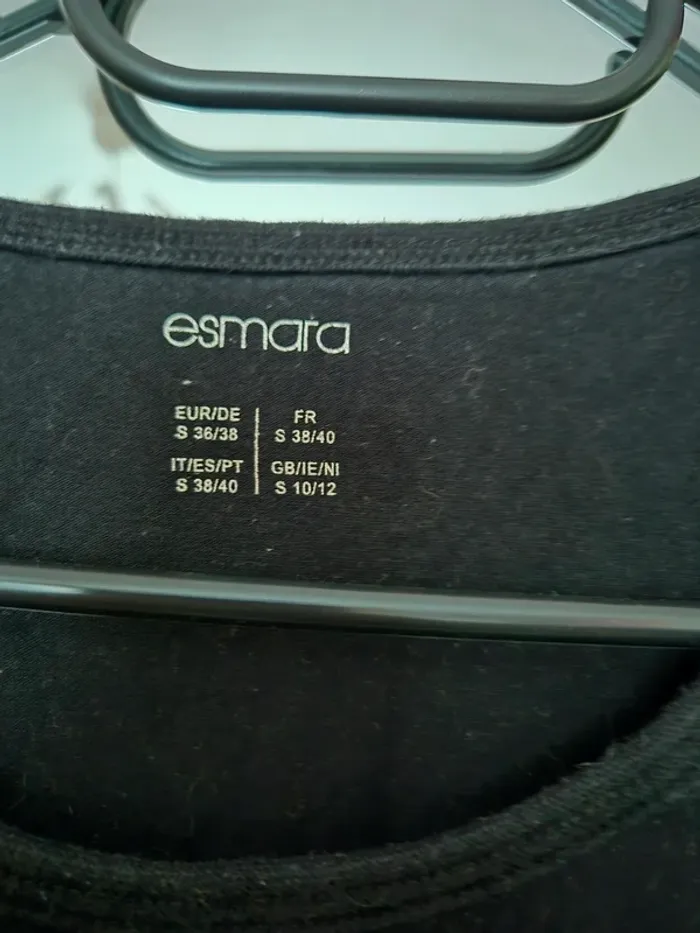 esmara
EUR/DE
S 36/38
FR
S 38/40
IT/ES/PT
S 38/40
GB/IE/NI
S 10/12